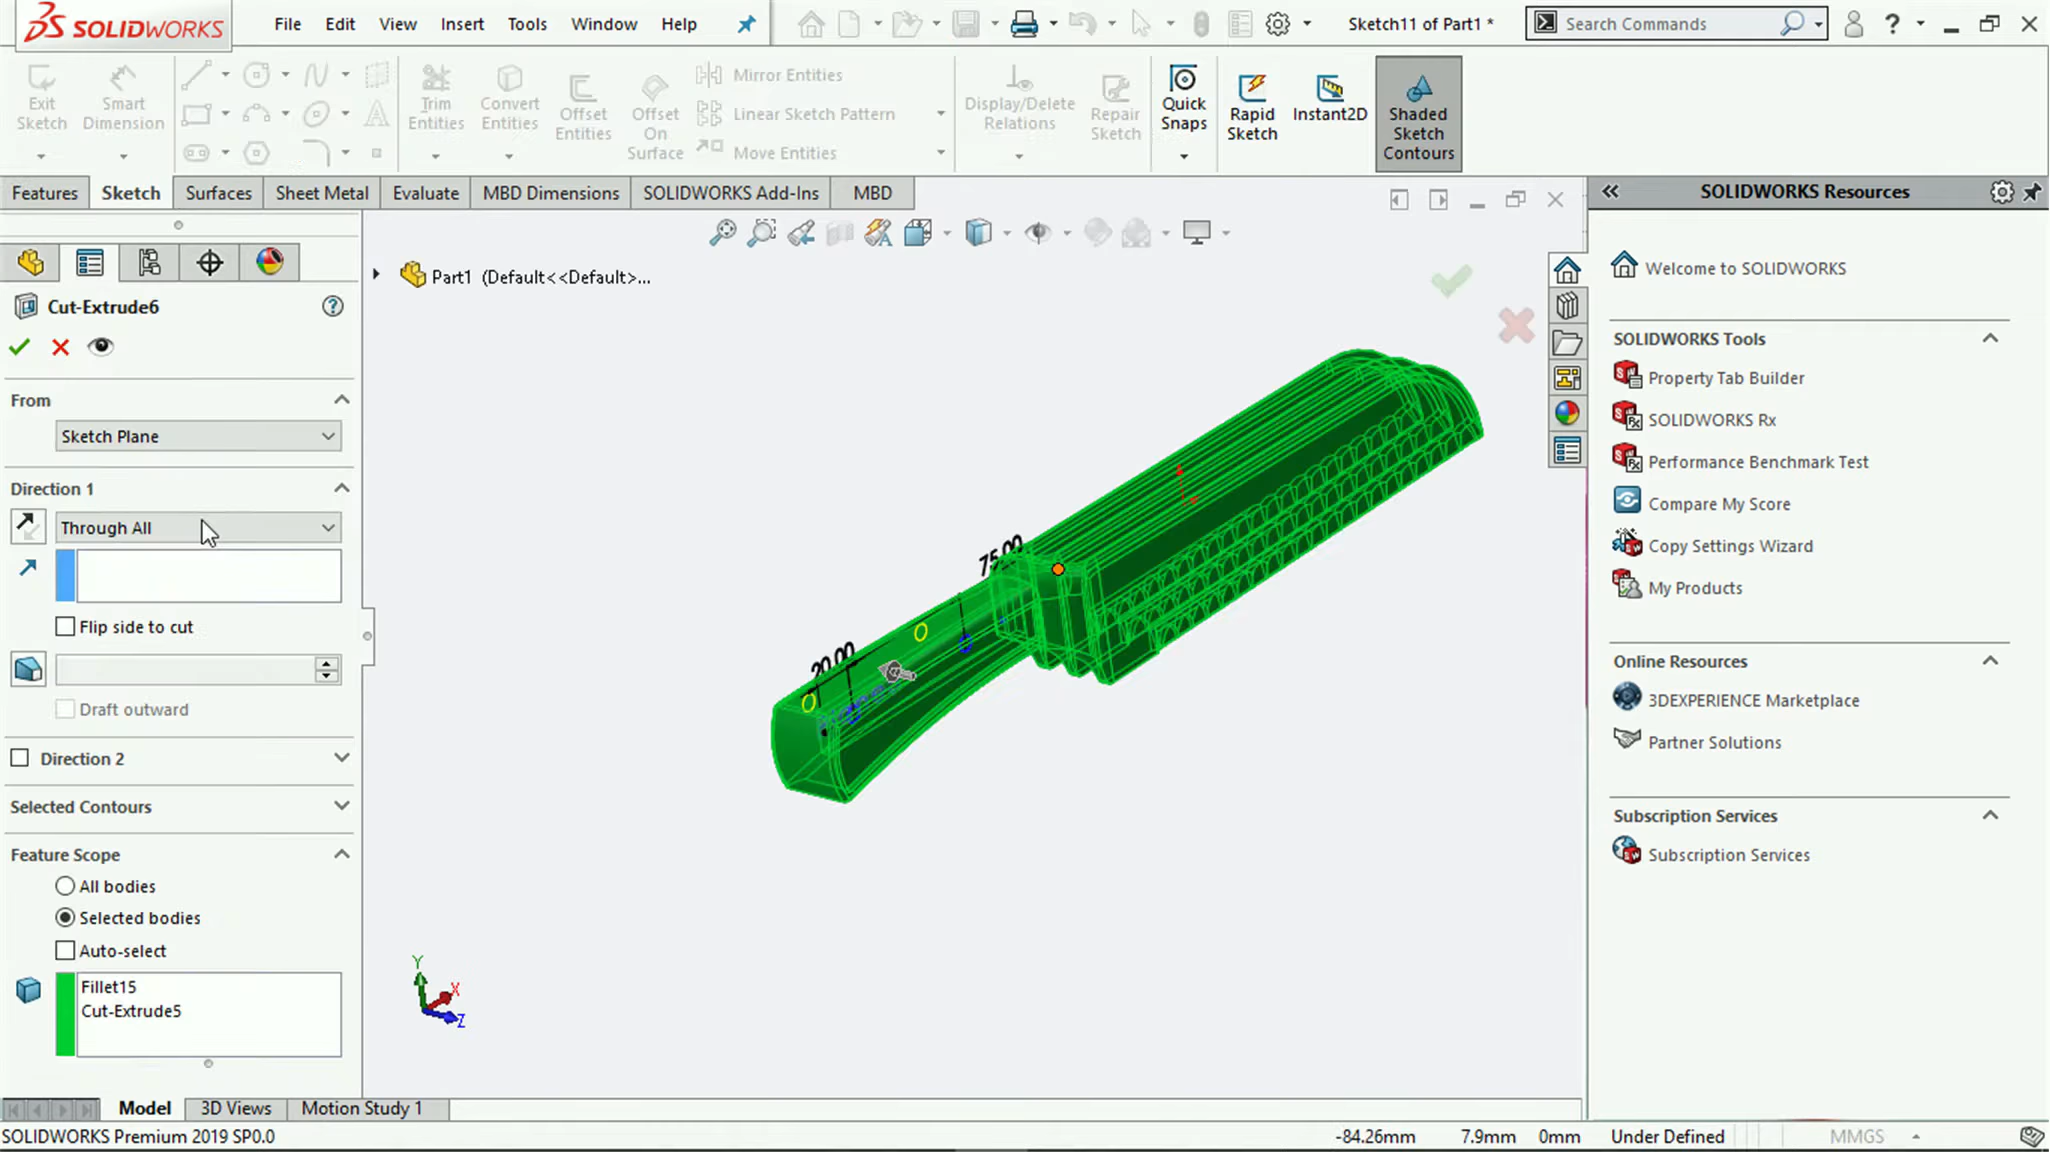 SOLIDWORKS
File Edit View Insert Tools Window Help
Sketch11 of Part1 *
Search Commands
Exit Sketch
Smart Dimension
Trim Entities
Convert Entities
Offset Entities
Offset On Surface
Mirror Entities
Linear Sketch Pattern
Move Entities
Display/Delete Relations
Repair Sketch
Quick Snaps
Rapid Sketch
Instant2D
Shaded Sketch Contours
Features Sketch Surfaces Sheet Metal Evaluate MBD Dimensions SOLIDWORKS Add-Ins MBD
Part1 (Default<<Default>...
Cut-Extrude6
From
Sketch Plane
Direction 1
Through All
Flip side to cut
Draft outward
Direction 2
Selected Contours
Feature Scope
All bodies
Selected bodies
Auto-select
Fillet15
Cut-Extrude5
75.00
20.00
Y
X
Z
SOLIDWORKS Resources
Welcome to SOLIDWORKS
SOLIDWORKS Tools
Property Tab Builder
SOLIDWORKS Rx
Performance Benchmark Test
Compare My Score
Copy Settings Wizard
My Products
Online Resources
3DEXPERIENCE Marketplace
Partner Solutions
Subscription Services
Subscription Services
Model 3D Views Motion Study 1
SOLIDWORKS Premium 2019 SP0.0
-84.26mm 7.9mm 0mm Under Defined MMGS